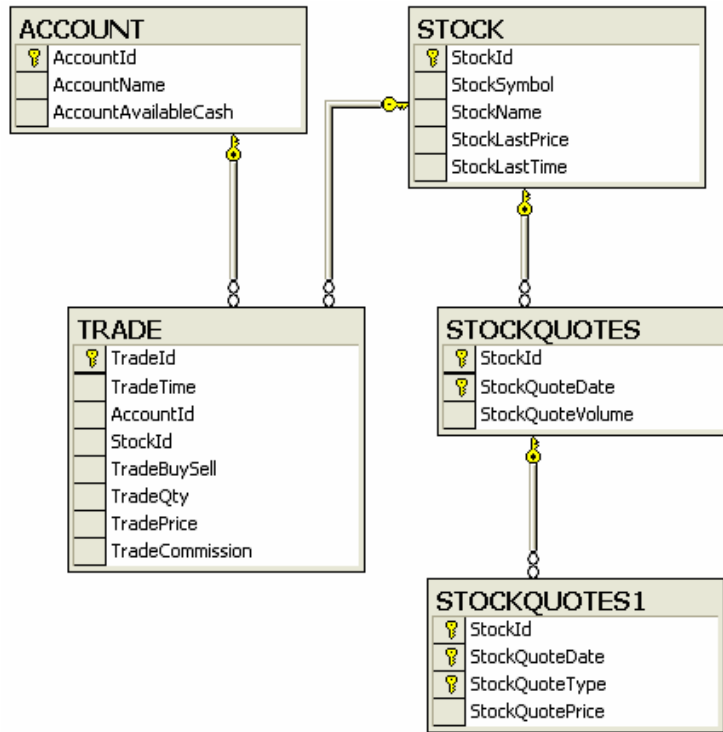 ACCOUNT
AccountId
AccountName
AccountAvailableCash
STOCK
StockId
StockSymbol
StockName
StockLastPrice
StockLastTime
TRADE
TradeId
TradeTime
AccountId
StockId
TradeBuySell
TradeQty
TradePrice
TradeCommission
STOCKQUOTES
StockId
StockQuoteDate
StockQuoteVolume
STOCKQUOTES1
StockId
StockQuoteDate
StockQuoteType
StockQuotePrice